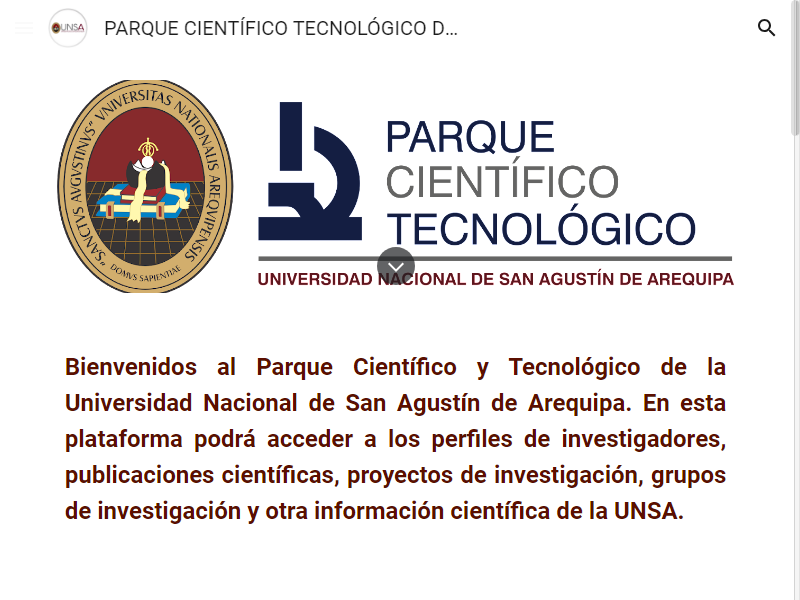 UNSA
PARQUE CIENTÍFICO TECNOLÓGICO D...
"SANCTVS AVGVSTINVS" VNIVERSITAS NATIONALIS AREQVIPENSIS
DOMVS SAPIENTIAE
PARQUE
CIENTÍFICO
TECNOLÓGICO
UNIVERSIDAD NACIONAL DE SAN AGUSTÍN DE AREQUIPA
Bienvenidos al Parque Científico y Tecnológico de la
Universidad Nacional de San Agustín de Arequipa. En esta
plataforma podrá acceder a los perfiles de investigadores,
publicaciones científicas, proyectos de investigación, grupos
de investigación y otra información científica de la UNSA.